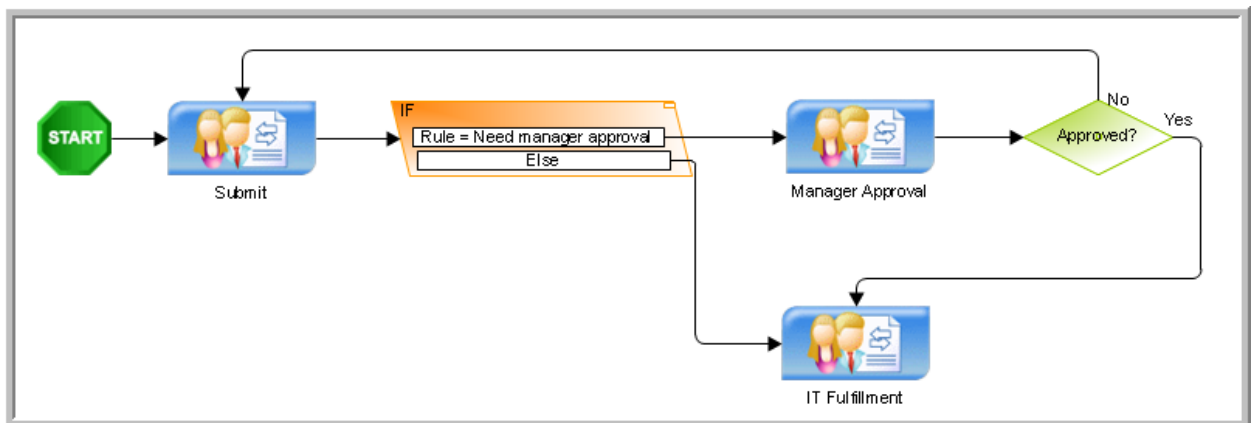 START
Submit
IF
Rule = Need manager approval
Else
Manager Approval
Approved?
No
Yes
IT Fulfillment